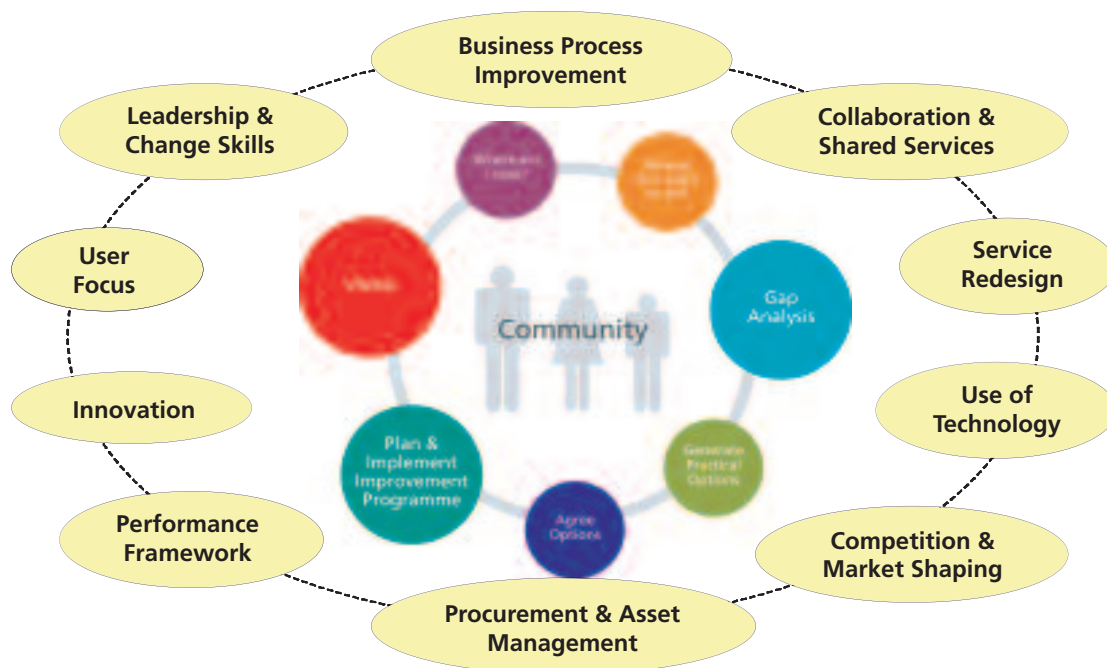 Business Process
Improvement
Leadership &
Change Skills
Collaboration &
Shared Services
User
Focus
Service
Redesign
Vision
Gap
Analysis
Community
Innovation
Use of
Technology
Plan &
Implement
Improvement
Programme
Generate
Practical
Options
Agree
Options
Performance
Framework
Competition &
Market Shaping
Procurement & Asset
Management